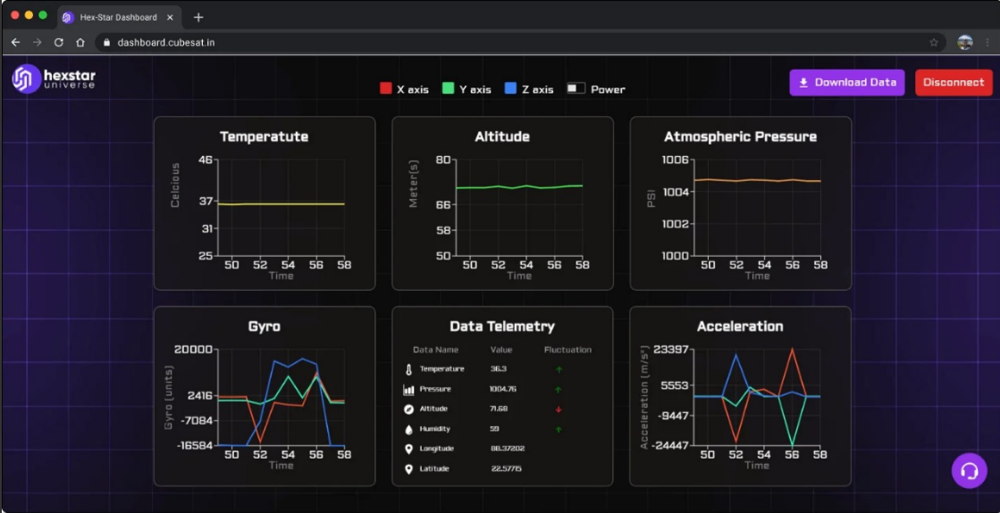 Hex-Star Dashboard
dashboard.cubesat.in
hexstar
universe
X axis Y axis Z axis Power
Download Data
Disconnect
Temperatute
Celcious
46
37
31
25
50 52 54 56 58
Time
Altitude
Meter(s)
80
66
58
50
50 52 54 56 58
Time
Atmospheric Pressure
PSI
1006
1004
1002
1000
50 52 54 56 58
Time
Gyro
Gyro (units)
20000
2416
-7084
-16584
50 52 54 56 58
Time
Data Telemetry
Data Name Value Fluctuation
Temperature 36.3
Pressure 1004.76
Altitude 71.68
Humidity 59
Longitude 88.37202
Latitude 22.57715
Acceleration
Acceleration (m/s²)
23397
5553
-9447
-24447
50 52 54 56 58
Time